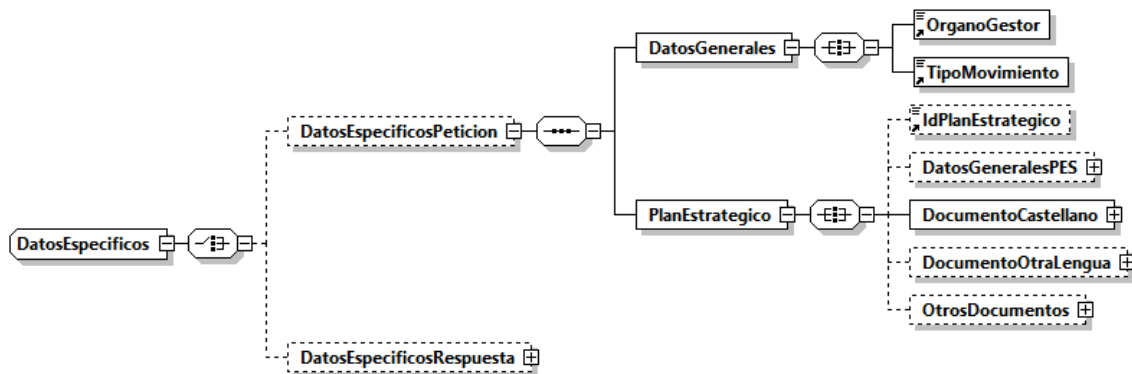 OrganoGestor
DatosGenerales
TipoMovimiento
IdPlanEstrategico
DatosEspecificosPeticion
DatosGeneralesPES
PlanEstrategico
DocumentoCastellano
DatosEspecificos
DocumentoOtraLengua
OtrosDocumentos
DatosEspecificosRespuesta